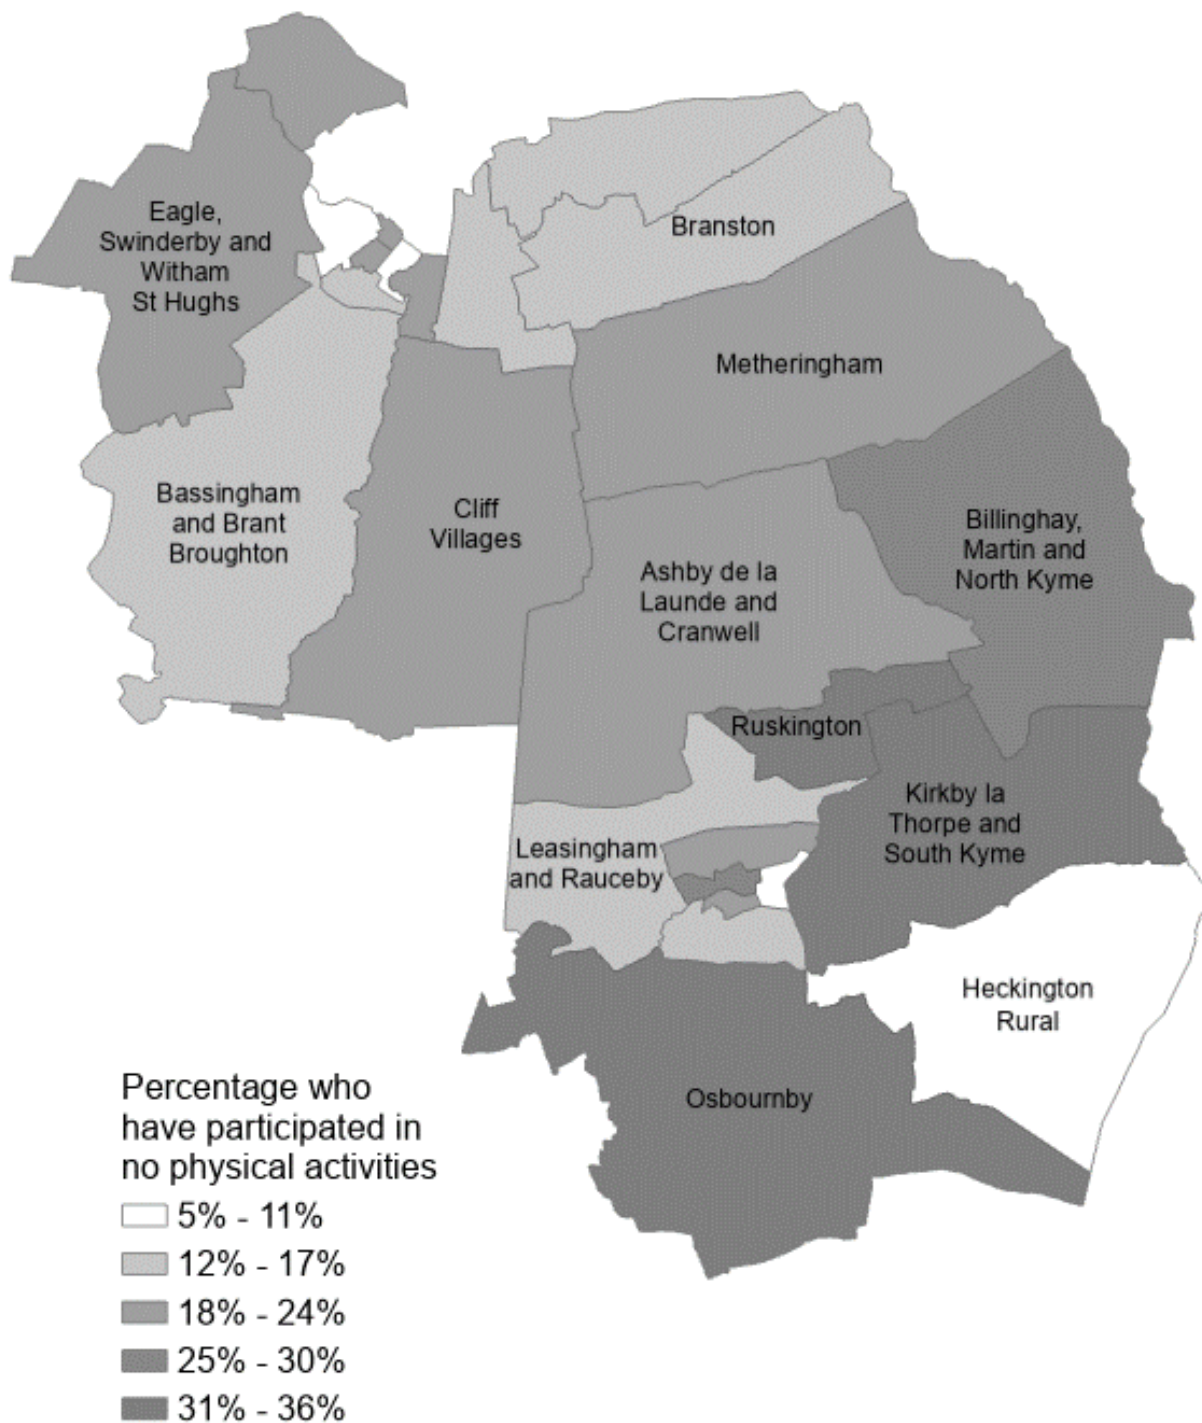 Eagle,
Swinderby and
Witham
St Hughs
Branston
Metheringham
Bassingham
and Brant
Broughton
Cliff
Villages
Billinghay,
Martin and
North Kyme
Ashby de la
Launde and
Cranwell
Ruskington
Kirkby la
Thorpe and
South Kyme
Leasingham
and Rauceby
Heckington
Rural
Osbournby
Percentage who
have participated in
no physical activities
5% - 11%
12% - 17%
18% - 24%
25% - 30%
31% - 36%